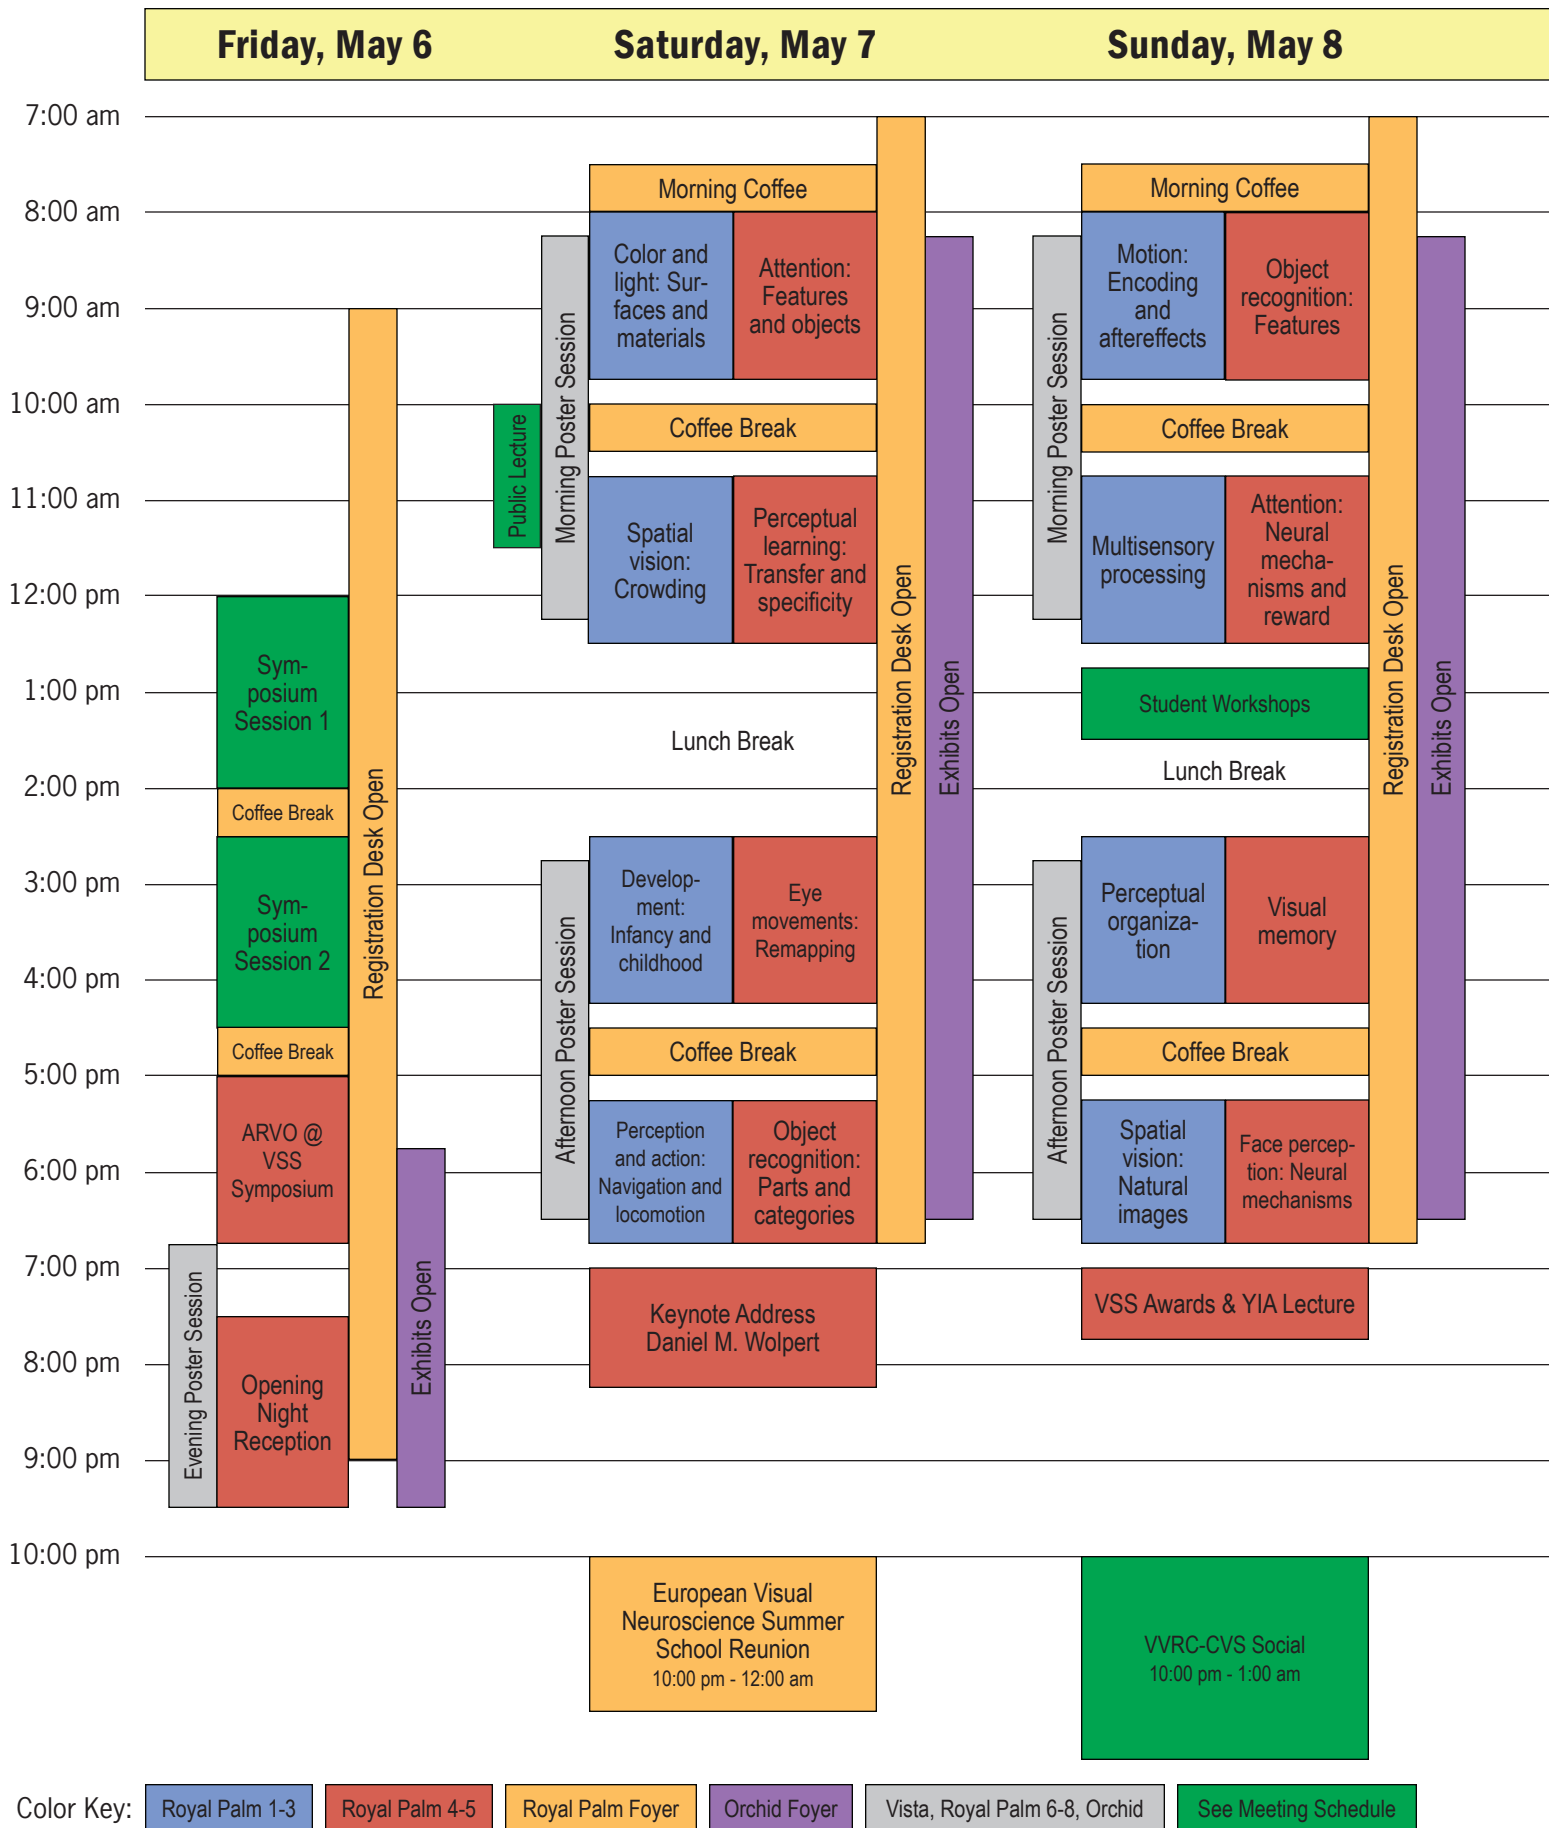 Friday, May 6
Saturday, May 7
Sunday, May 8
7:00 am
8:00 am
9:00 am
10:00 am
11:00 am
12:00 pm
1:00 pm
2:00 pm
3:00 pm
4:00 pm
5:00 pm
6:00 pm
7:00 pm
8:00 pm
9:00 pm
10:00 pm
Sym-
posium
Session 1
Coffee Break
Sym-
posium
Session 2
Coffee Break
ARVO @
VSS
Symposium
Evening Poster Session
Opening
Night
Reception
Registration Desk Open
Exhibits Open
Public Lecture
Morning Poster Session
Morning Coffee
Color and
light: Sur-
faces and
materials
Attention:
Features
and objects
Coffee Break
Spatial
vision:
Crowding
Perceptual
learning:
Transfer and
specificity
Lunch Break
Afternoon Poster Session
Develop-
ment:
Infancy and
childhood
Eye
movements:
Remapping
Coffee Break
Perception
and action:
Navigation and
locomotion
Object
recognition:
Parts and
categories
Keynote Address
Daniel M. Wolpert
European Visual
Neuroscience Summer
School Reunion
10:00 pm - 12:00 am
Registration Desk Open
Exhibits Open
Morning Poster Session
Morning Coffee
Motion:
Encoding
and
aftereffects
Object
recognition:
Features
Coffee Break
Multisensory
processing
Attention:
Neural
mecha-
nisms and
reward
Student Workshops
Lunch Break
Afternoon Poster Session
Perceptual
organiza-
tion
Visual
memory
Coffee Break
Spatial
vision:
Natural
images
Face percep-
tion: Neural
mechanisms
VSS Awards & YIA Lecture
VVRC-CVS Social
10:00 pm - 1:00 am
Registration Desk Open
Exhibits Open
Color Key:
Royal Palm 1-3
Royal Palm 4-5
Royal Palm Foyer
Orchid Foyer
Vista, Royal Palm 6-8, Orchid
See Meeting Schedule